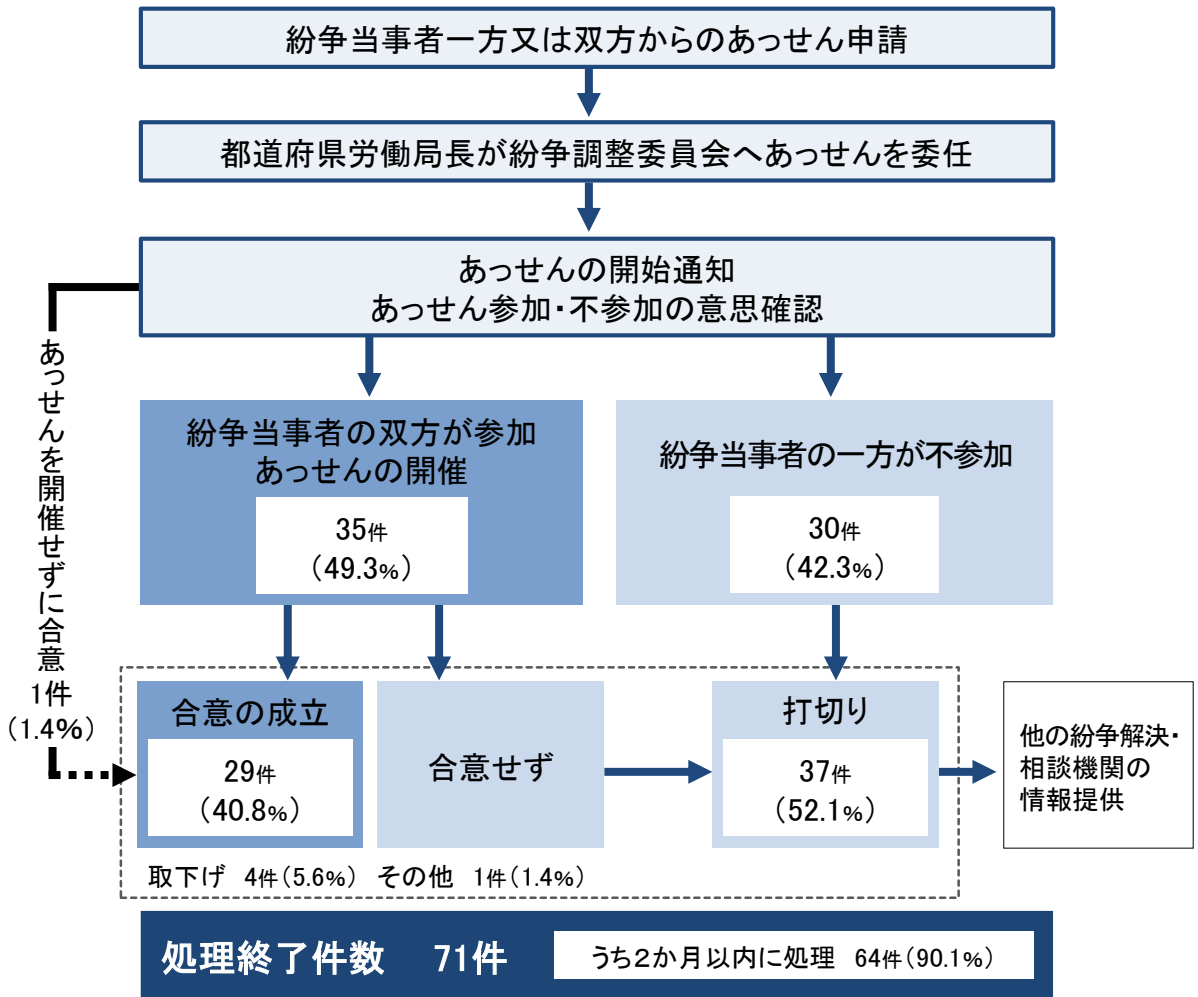 紛争当事者一方又は双方からのあっせん申請
都道府県労働局長が紛争調整委員会へあっせんを委任
あっせんの開始通知
あっせん参加・不参加の意思確認
あっせんを開催せずに合意
1件
(1.4%)
紛争当事者の双方が参加
あっせんの開催
35件
(49.3%)
紛争当事者の一方が不参加
30件
(42.3%)
合意の成立
29件
(40.8%)
合意せず
打切り
37件
(52.1%)
他の紛争解決・
相談機関の
情報提供
取下げ 4件(5.6%) その他 1件(1.4%)
処理終了件数 71件 うち2か月以内に処理 64件(90.1%)